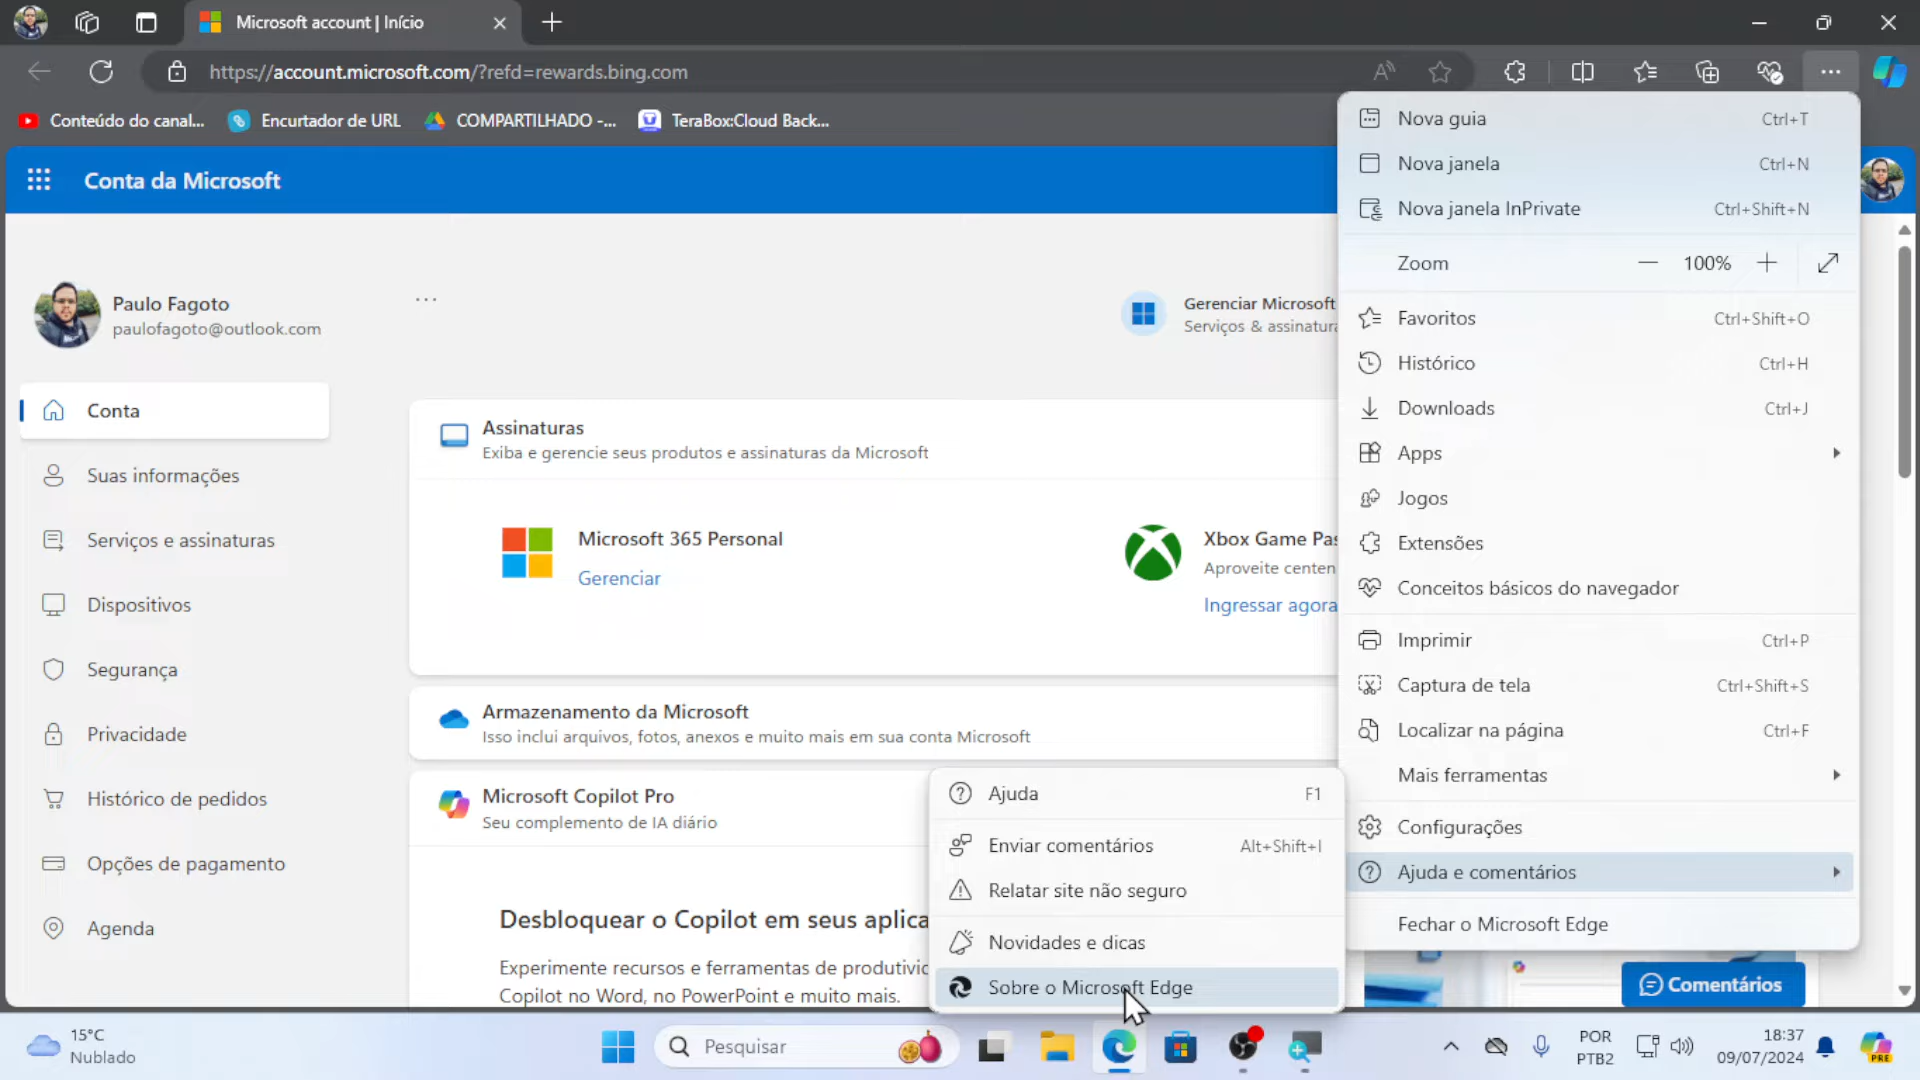 Microsoft account | Início
https://account.microsoft.com/?refd=rewards.bing.com
Conteúdo do canal...
Encurtador de URL
COMPARTILHADO -...
TeraBox:Cloud Back...
Conta da Microsoft
Paulo Fagoto
paulofagoto@outlook.com
...
Gerenciar Microsoft
Serviços & assinatura
Conta
Suas informações
Serviços e assinaturas
Dispositivos
Segurança
Privacidade
Histórico de pedidos
Opções de pagamento
Agenda
Assinaturas
Exiba e gerencie seus produtos e assinaturas da Microsoft
Microsoft 365 Personal
Gerenciar
Xbox Game Pas
Aproveite centen
Ingressar agora
Armazenamento da Microsoft
Isso inclui arquivos, fotos, anexos e muito mais em sua conta Microsoft
Microsoft Copilot Pro
Seu complemento de IA diário
Desbloquear o Copilot em seus aplica
Experimente recursos e ferramentas de produtivid
Copilot no Word, no PowerPoint e muito mais.
Nova guia Ctrl+T
Nova janela Ctrl+N
Nova janela InPrivate Ctrl+Shift+N
Zoom 100%
Favoritos Ctrl+Shift+O
Histórico Ctrl+H
Downloads Ctrl+J
Apps
Jogos
Extensões
Conceitos básicos do navegador
Imprimir Ctrl+P
Captura de tela Ctrl+Shift+S
Localizar na página Ctrl+F
Mais ferramentas
Configurações
Ajuda e comentários
Fechar o Microsoft Edge
Ajuda F1
Enviar comentários Alt+Shift+I
Relatar site não seguro
Novidades e dicas
Sobre o Microsoft Edge
Comentários
15°C
Nublado
Pesquisar
POR
PTB2
18:37
09/07/2024
PRE